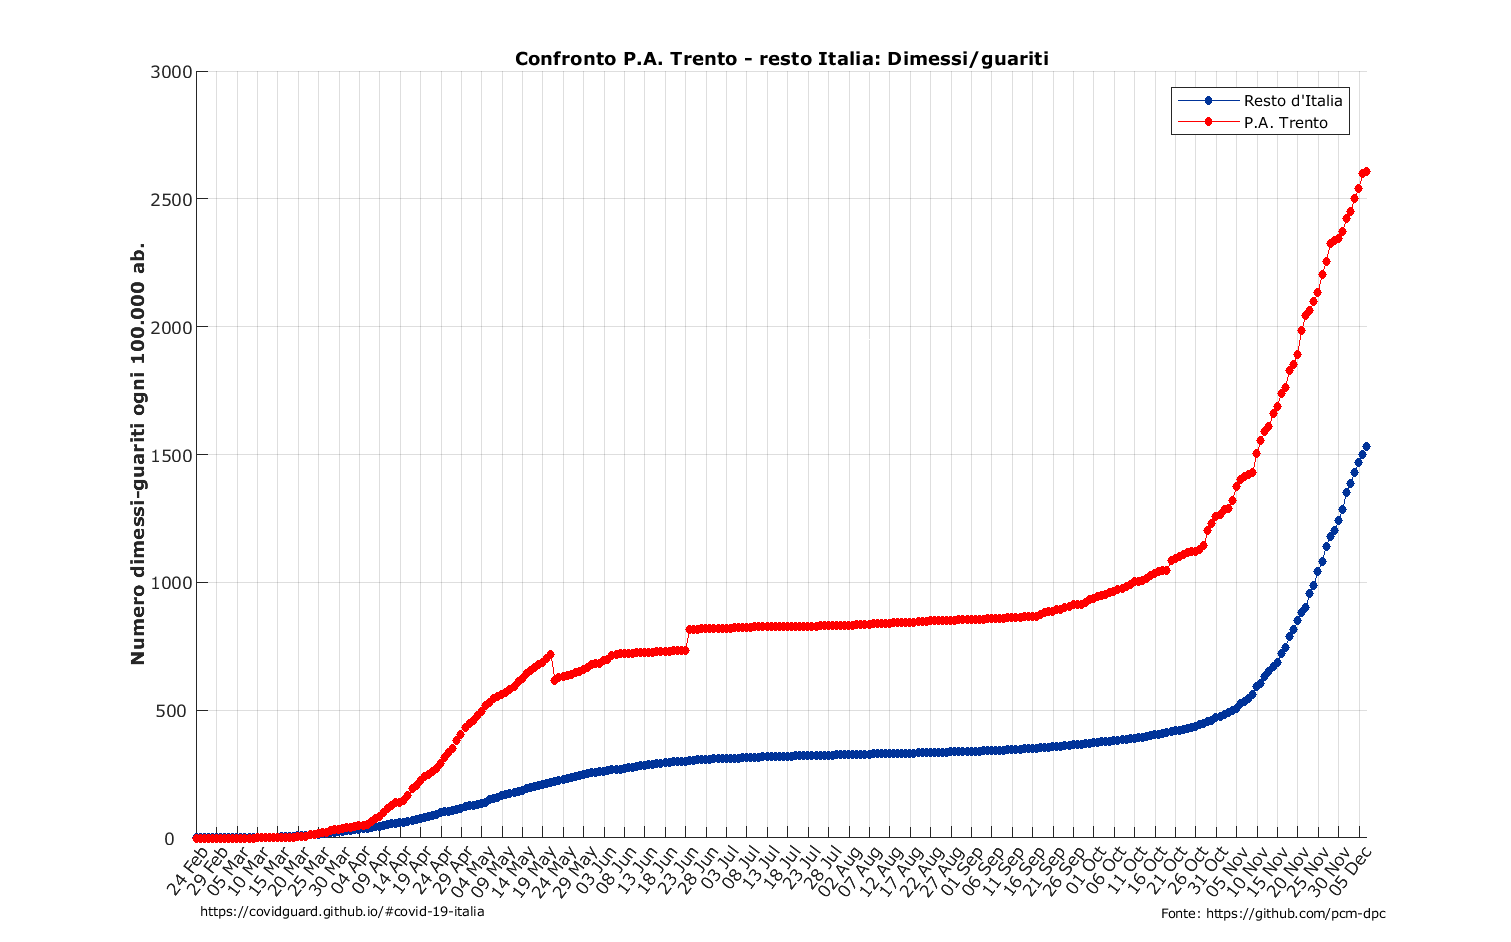 Confronto P.A. Trento - resto Italia: Dimessi/guariti
Resto d'Italia
P.A. Trento
Numero dimessi-guariti ogni 100.000 ab.
3000
2500
2000
1500
1000
500
0
24 Feb
29 Feb
05 Mar
10 Mar
15 Mar
20 Mar
25 Mar
30 Mar
04 Apr
09 Apr
14 Apr
19 Apr
24 Apr
29 Apr
04 May
09 May
14 May
19 May
24 May
29 May
03 Jun
08 Jun
13 Jun
18 Jun
23 Jun
28 Jun
03 Jul
08 Jul
13 Jul
18 Jul
23 Jul
28 Jul
02 Aug
07 Aug
12 Aug
17 Aug
22 Aug
27 Aug
01 Sep
06 Sep
11 Sep
16 Sep
21 Sep
26 Sep
01 Oct
06 Oct
11 Oct
16 Oct
21 Oct
26 Oct
31 Oct
05 Nov
10 Nov
15 Nov
20 Nov
25 Nov
30 Nov
05 Dec
https://covidguard.github.io/#covid-19-italia
Fonte: https://github.com/pcm-dpc